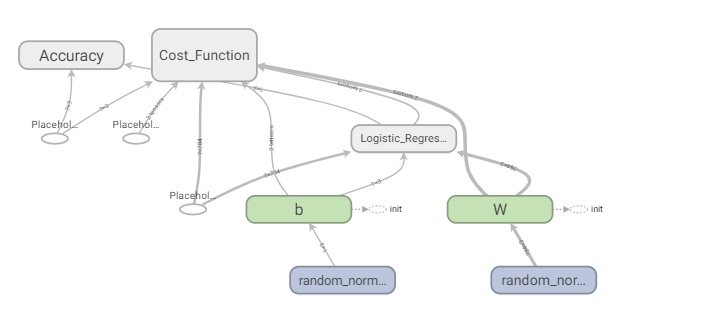 Accuracy
Cost_Function
Placehol...
Placehol...
Logistic_Regres...
Placehol...
b
init
W
init
random_norm...
random_nor...